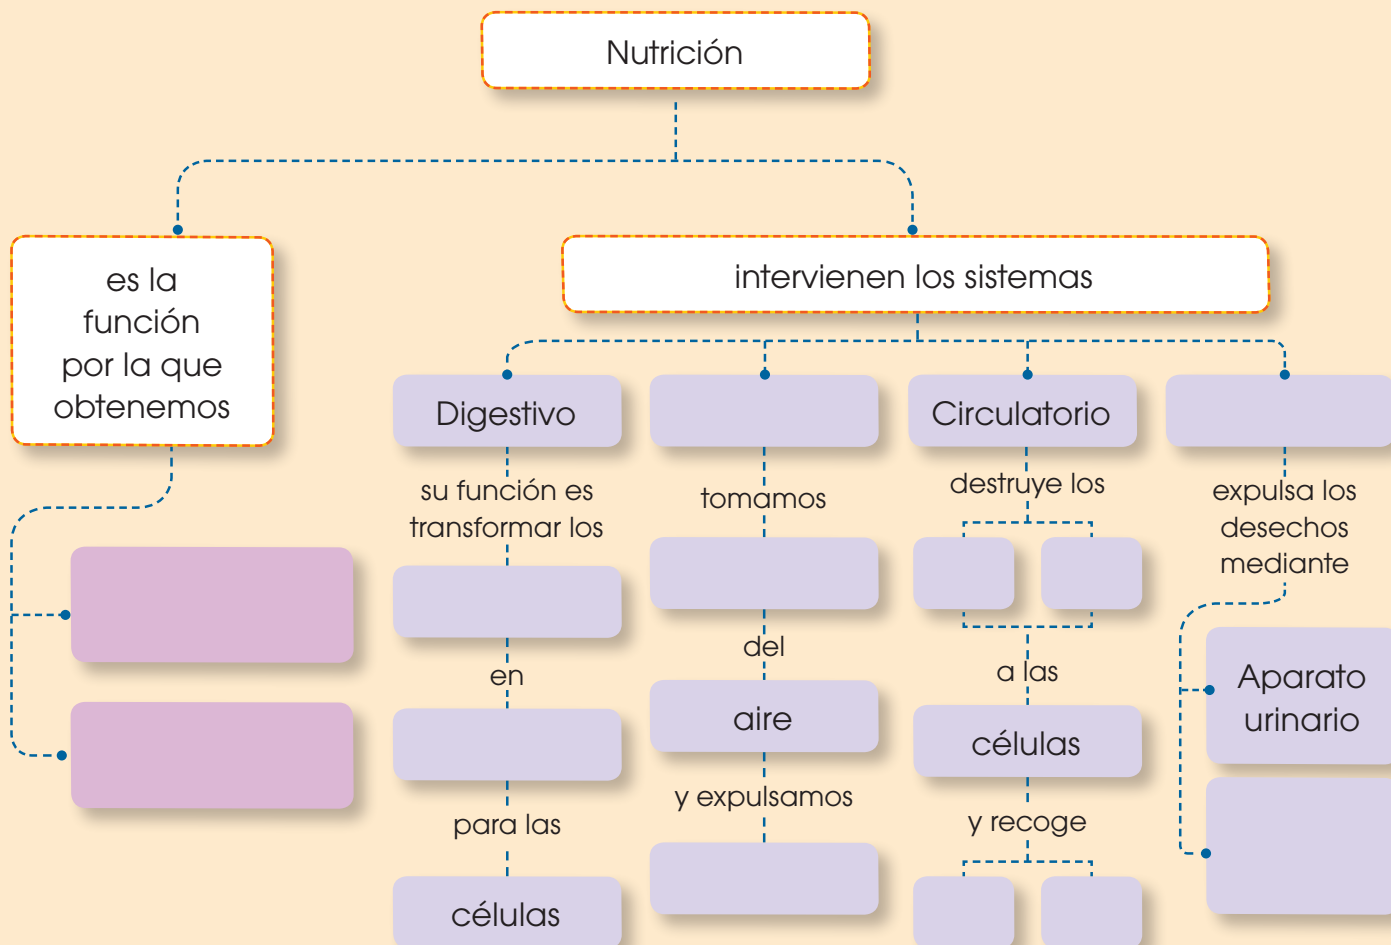 Nutrición
es la
función
por la que
obtenemos
intervienen los sistemas
Digestivo
su función es
transformar los
en
para las
células
tomamos
del
aire
y expulsamos
Circulatorio
destruye los
a las
células
y recoge
expulsa los
desechos
mediante
Aparato
urinario